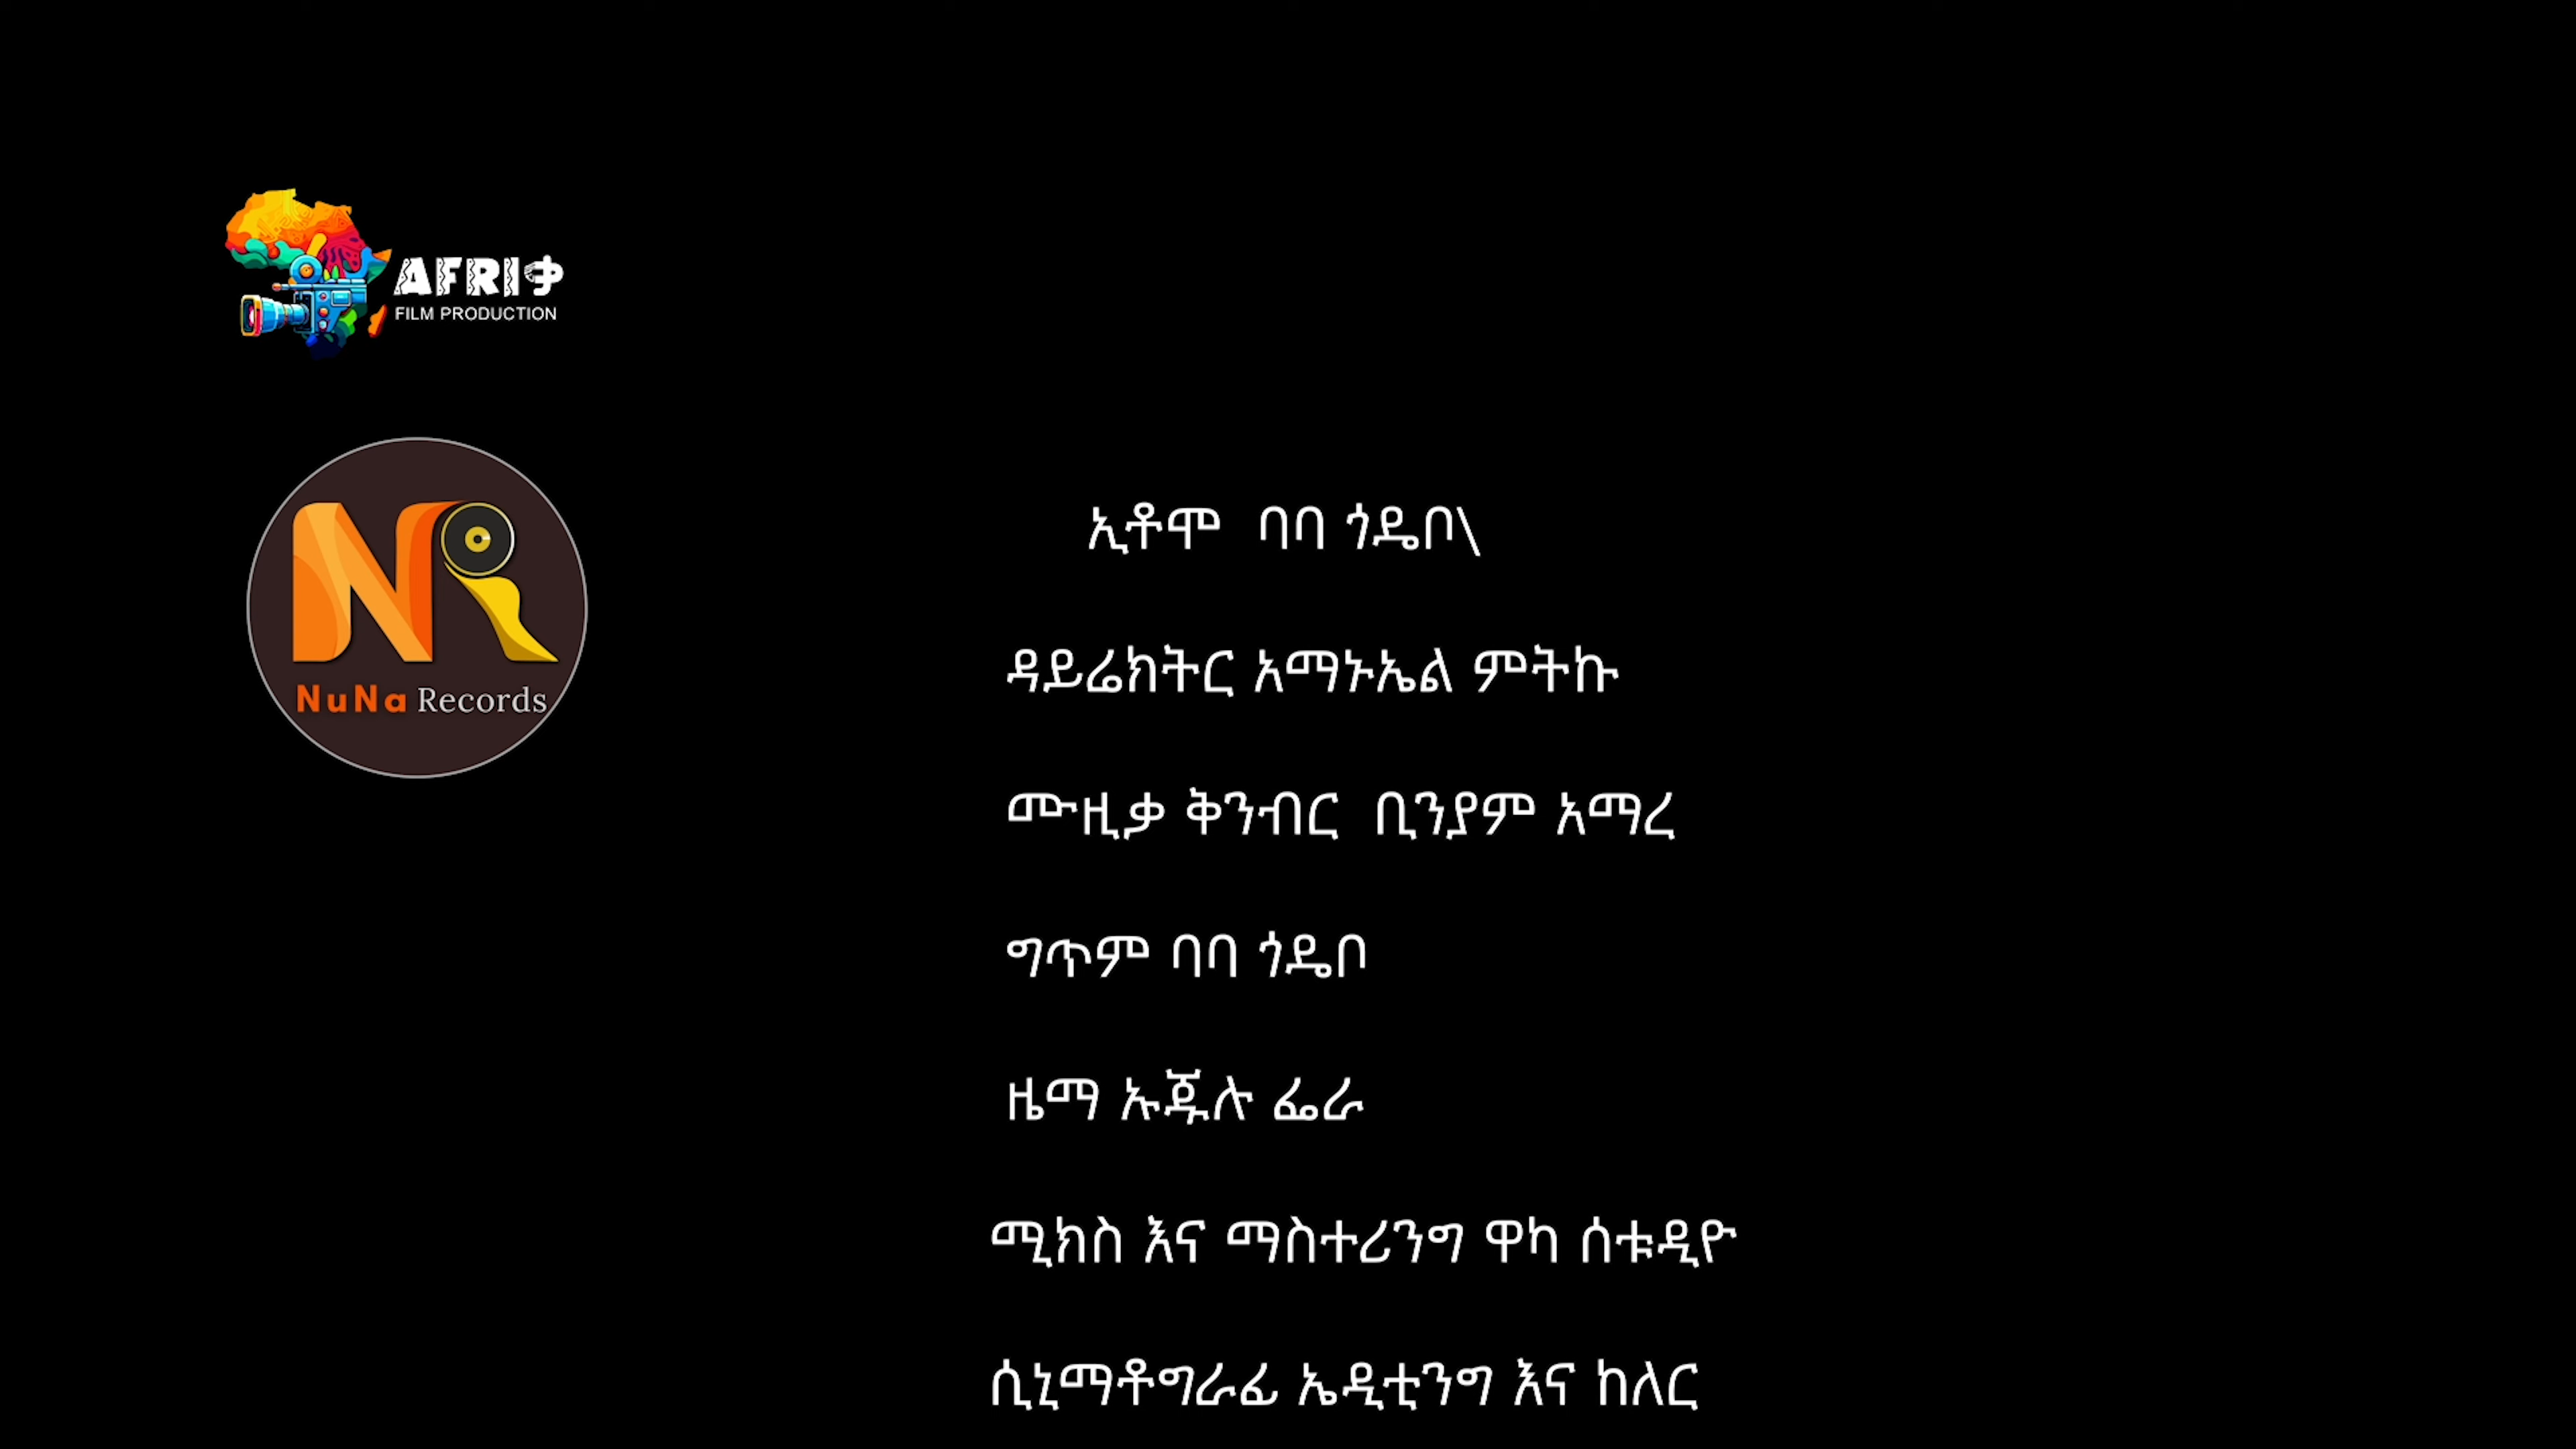 AFRIቃ
FILM PRODUCTION
NuNa Records
ኢቶሞ  ባባ ጎዴቦ\
ዳይሬክትር አማኑኤል ምትኩ
ሙዚቃ ቅንብር  ቢንያም አማረ
ግጥም ባባ ጎዴቦ
ዜማ ኡጁሉ ፌራ
ሚክስ እና ማስተሪንግ ዋካ ሰቱዲዮ
ሲኒማቶግራፊ ኤዲቲንግ እና ከለር